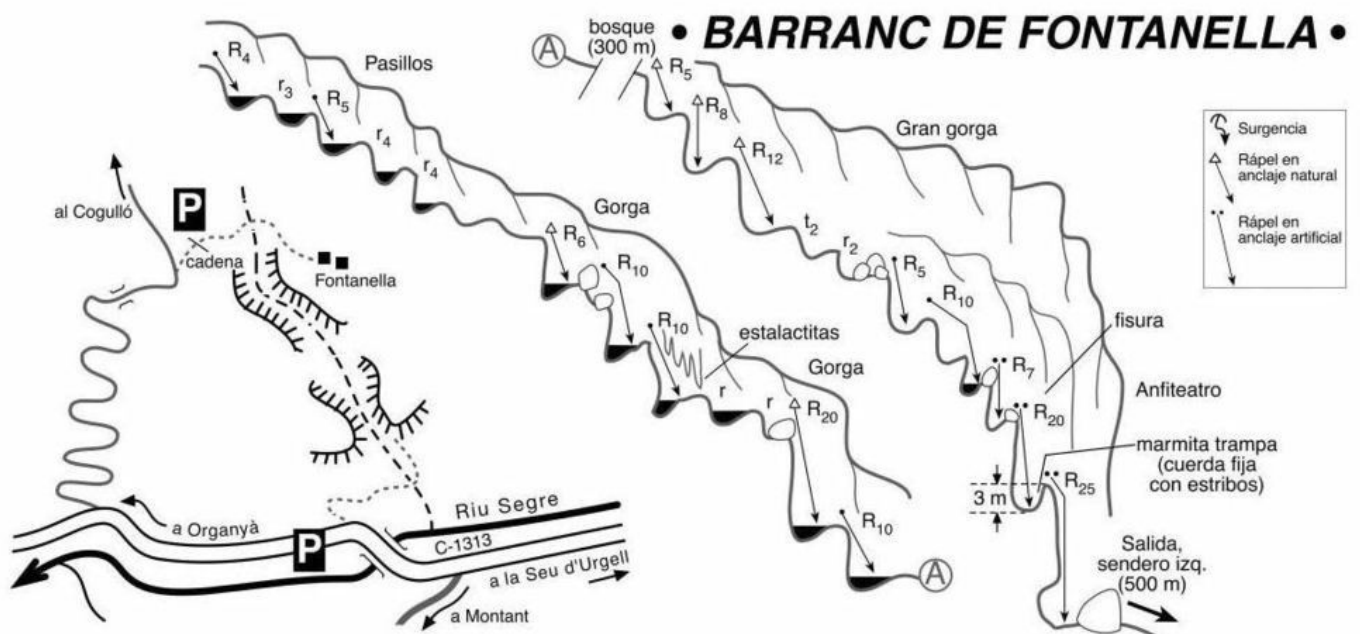 • BARRANC DE FONTANELLA •
R4
r3
R5
r4
r4
Pasillos
Gorga
R6
R10
R10
estalactitas
r
r
Gorga
R20
R10
A
A
bosque
(300 m)
R5
R8
R12
t2
r2
R5
R10
Gran gorga
R7
fisura
R20
Anfiteatro
marmita trampa
(cuerda fija
con estribos)
R25
3 m
Salida,
sendero izq.
(500 m)
Surgencia
Rápel en
anclaje natural
Rápel en
anclaje artificial
al Cogulló
P
cadena
Fontanella
a Organyà
P
Riu Segre
C-1313
a la Seu d'Urgell
a Montant